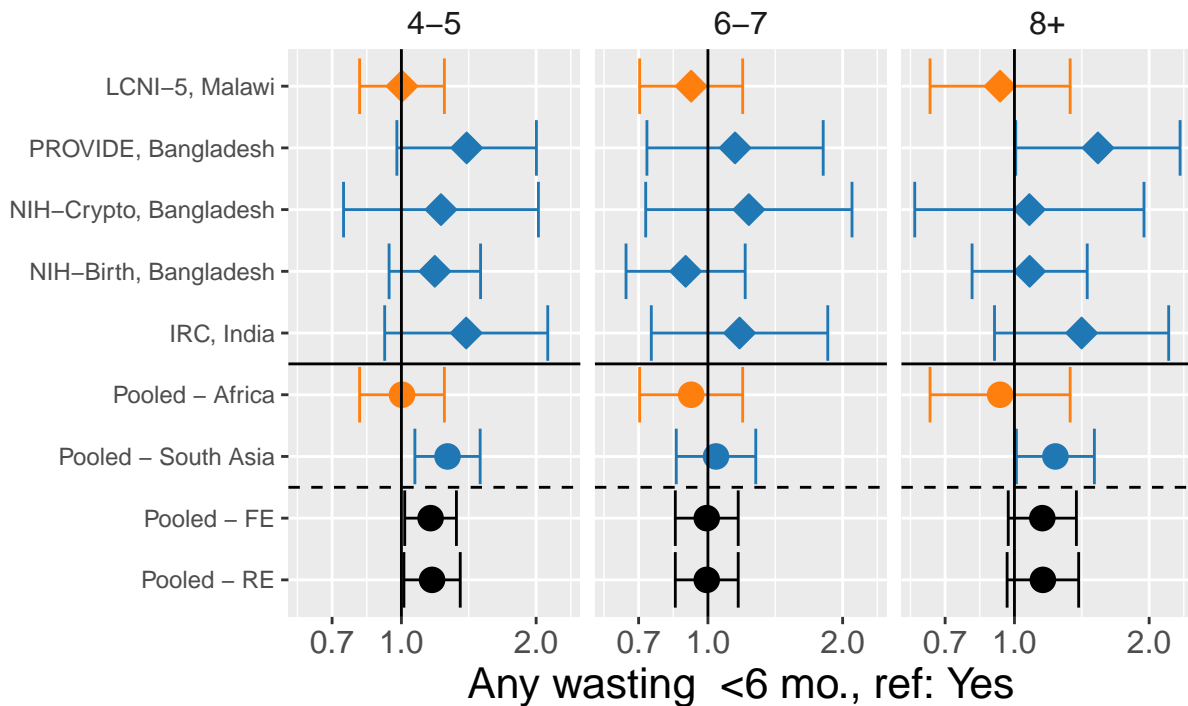 4−5 6−7 8+
LCNI−5, Malawi
PROVIDE, Bangladesh
NIH−Crypto, Bangladesh
NIH−Birth, Bangladesh
IRC, India
Pooled − Africa
Pooled − South Asia
Pooled − FE
Pooled − RE
0.7 1.0 2.0 0.7 1.0 2.0 0.7 1.0 2.0
Any wasting  <6 mo., ref: Yes